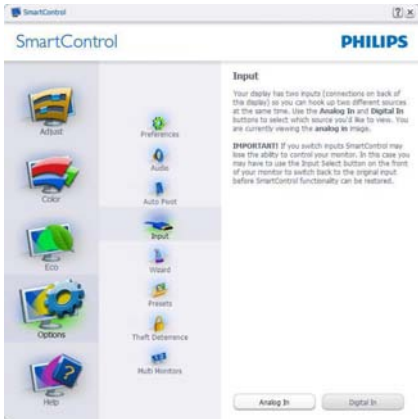 SmartControl
SmartControl
PHILIPS
Adjust
Color
Eco
Options
Help
Preferences
Audio
Auto Pivot
Input
Wizard
Presets
Theft Deterrence
Multi Monitors
Input
Your display has two inputs (connections on back of
the display) so you can hook up two different sources
at the same time. Use the Analog In and Digital In
buttons to select which source you'd like to view. You
are currently viewing the analog in image.
IMPORTANT! If you switch inputs SmartControl may
lose the ability to control your monitor. In this case you
may have to use the Input Select button on the front
of your monitor to switch back to the original input
before SmartControl functionality can be restored.
Analog In
Digital In